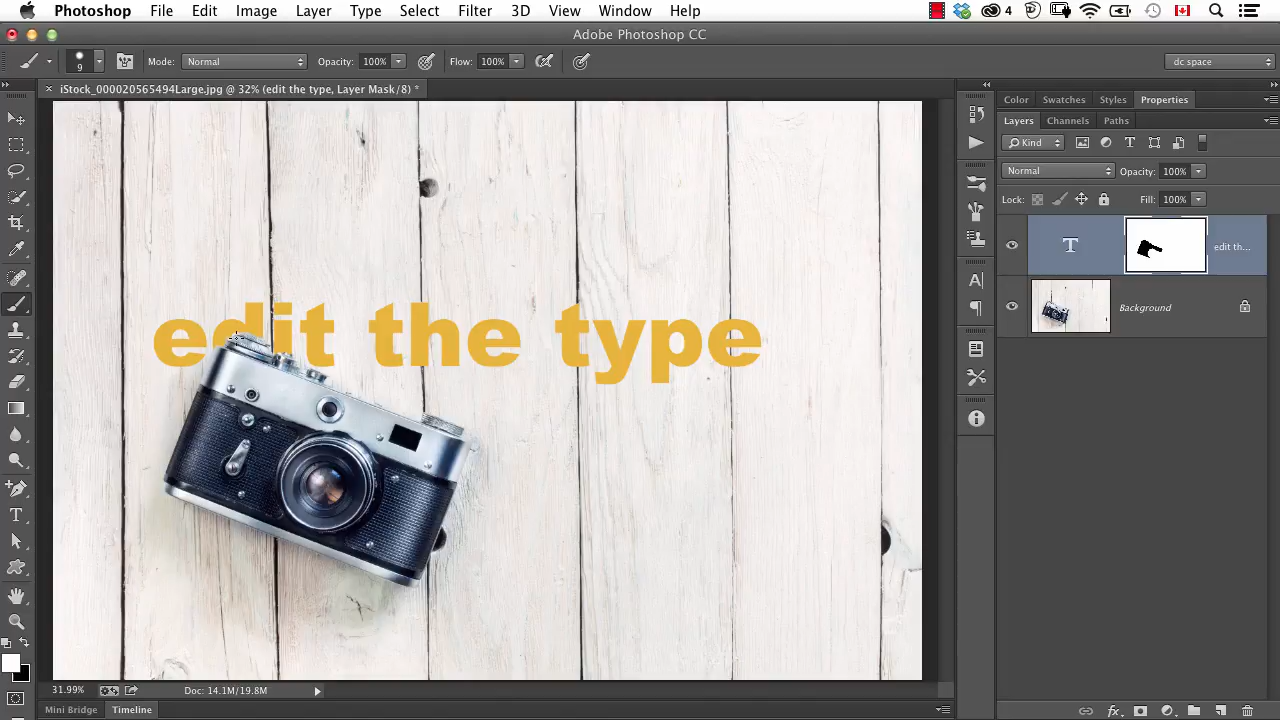 Photoshop File Edit Image Layer Type Select Filter 3D View Window Help 4
Adobe Photoshop CC
9 Mode: Normal Opacity: 100% Flow: 100% dc space
× iStock_000020565494Large.jpg @ 32% (edit the type, Layer Mask/8) *
Color Swatches Styles Properties
Layers Channels Paths
Kind T
Normal Opacity: 100%
Lock: Fill: 100%
T edit th...
Background
A
edit the type
T
31.99% Doc: 14.1M/19.8M
Mini Bridge Timeline
fx